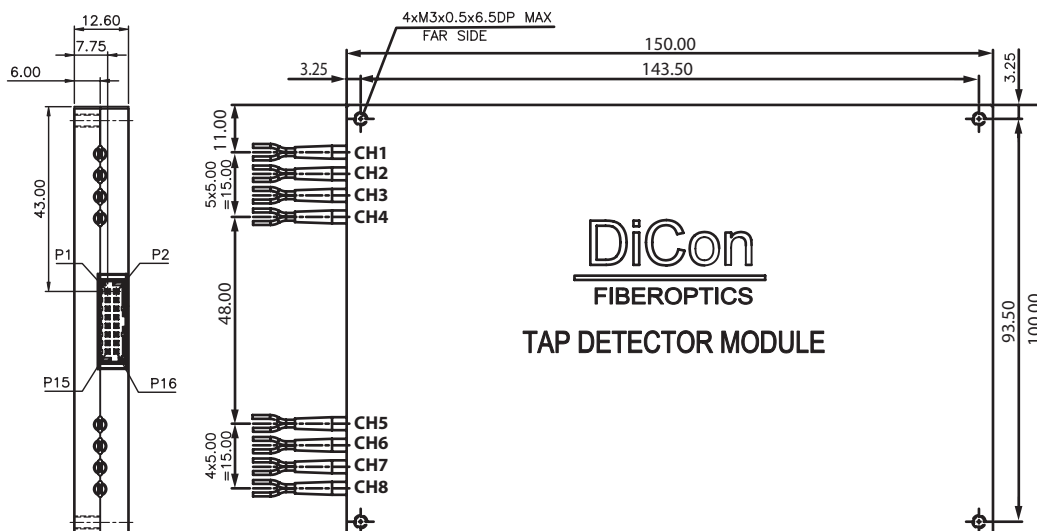 12.60
7.75
6.00
43.00
P1
P2
P15
P16
4xM3x0.5x6.5DP MAX
FAR SIDE
150.00
143.50
3.25
3.25
11.00
5x5.00
=15.00
48.00
4x5.00
=15.00
CH1
CH2
CH3
CH4
CH5
CH6
CH7
CH8
DiCon
FIBEROPTICS
TAP DETECTOR MODULE
93.50
100.00